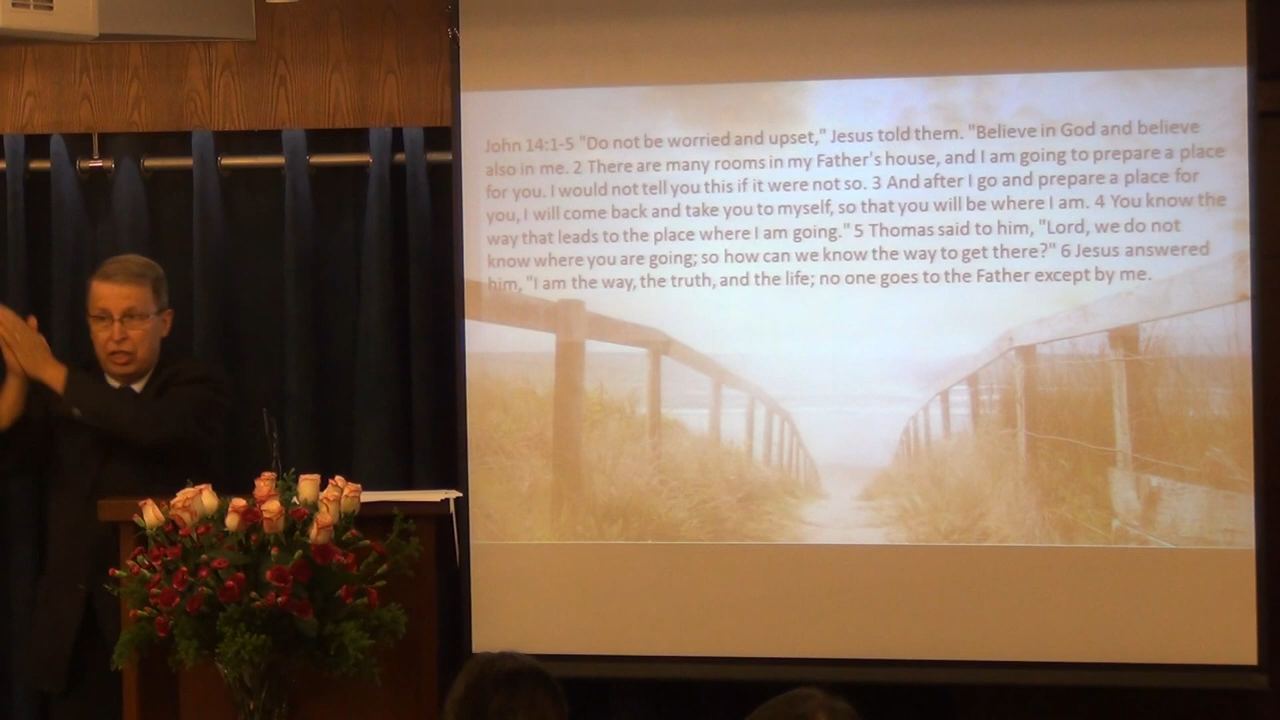 John 14:1-5 "Do not be worried and upset," Jesus told them. "Believe in God and believe
also in me. 2 There are many rooms in my Father's house, and I am going to prepare a place
for you. I would not tell you this if it were not so. 3 And after I go and prepare a place for
you, I will come back and take you to myself, so that you will be where I am. 4 You know the
way that leads to the place where I am going." 5 Thomas said to him, "Lord, we do not
know where you are going; so how can we know the way to get there?" 6 Jesus answered
him, "I am the way, the truth, and the life; no one goes to the Father except by me.